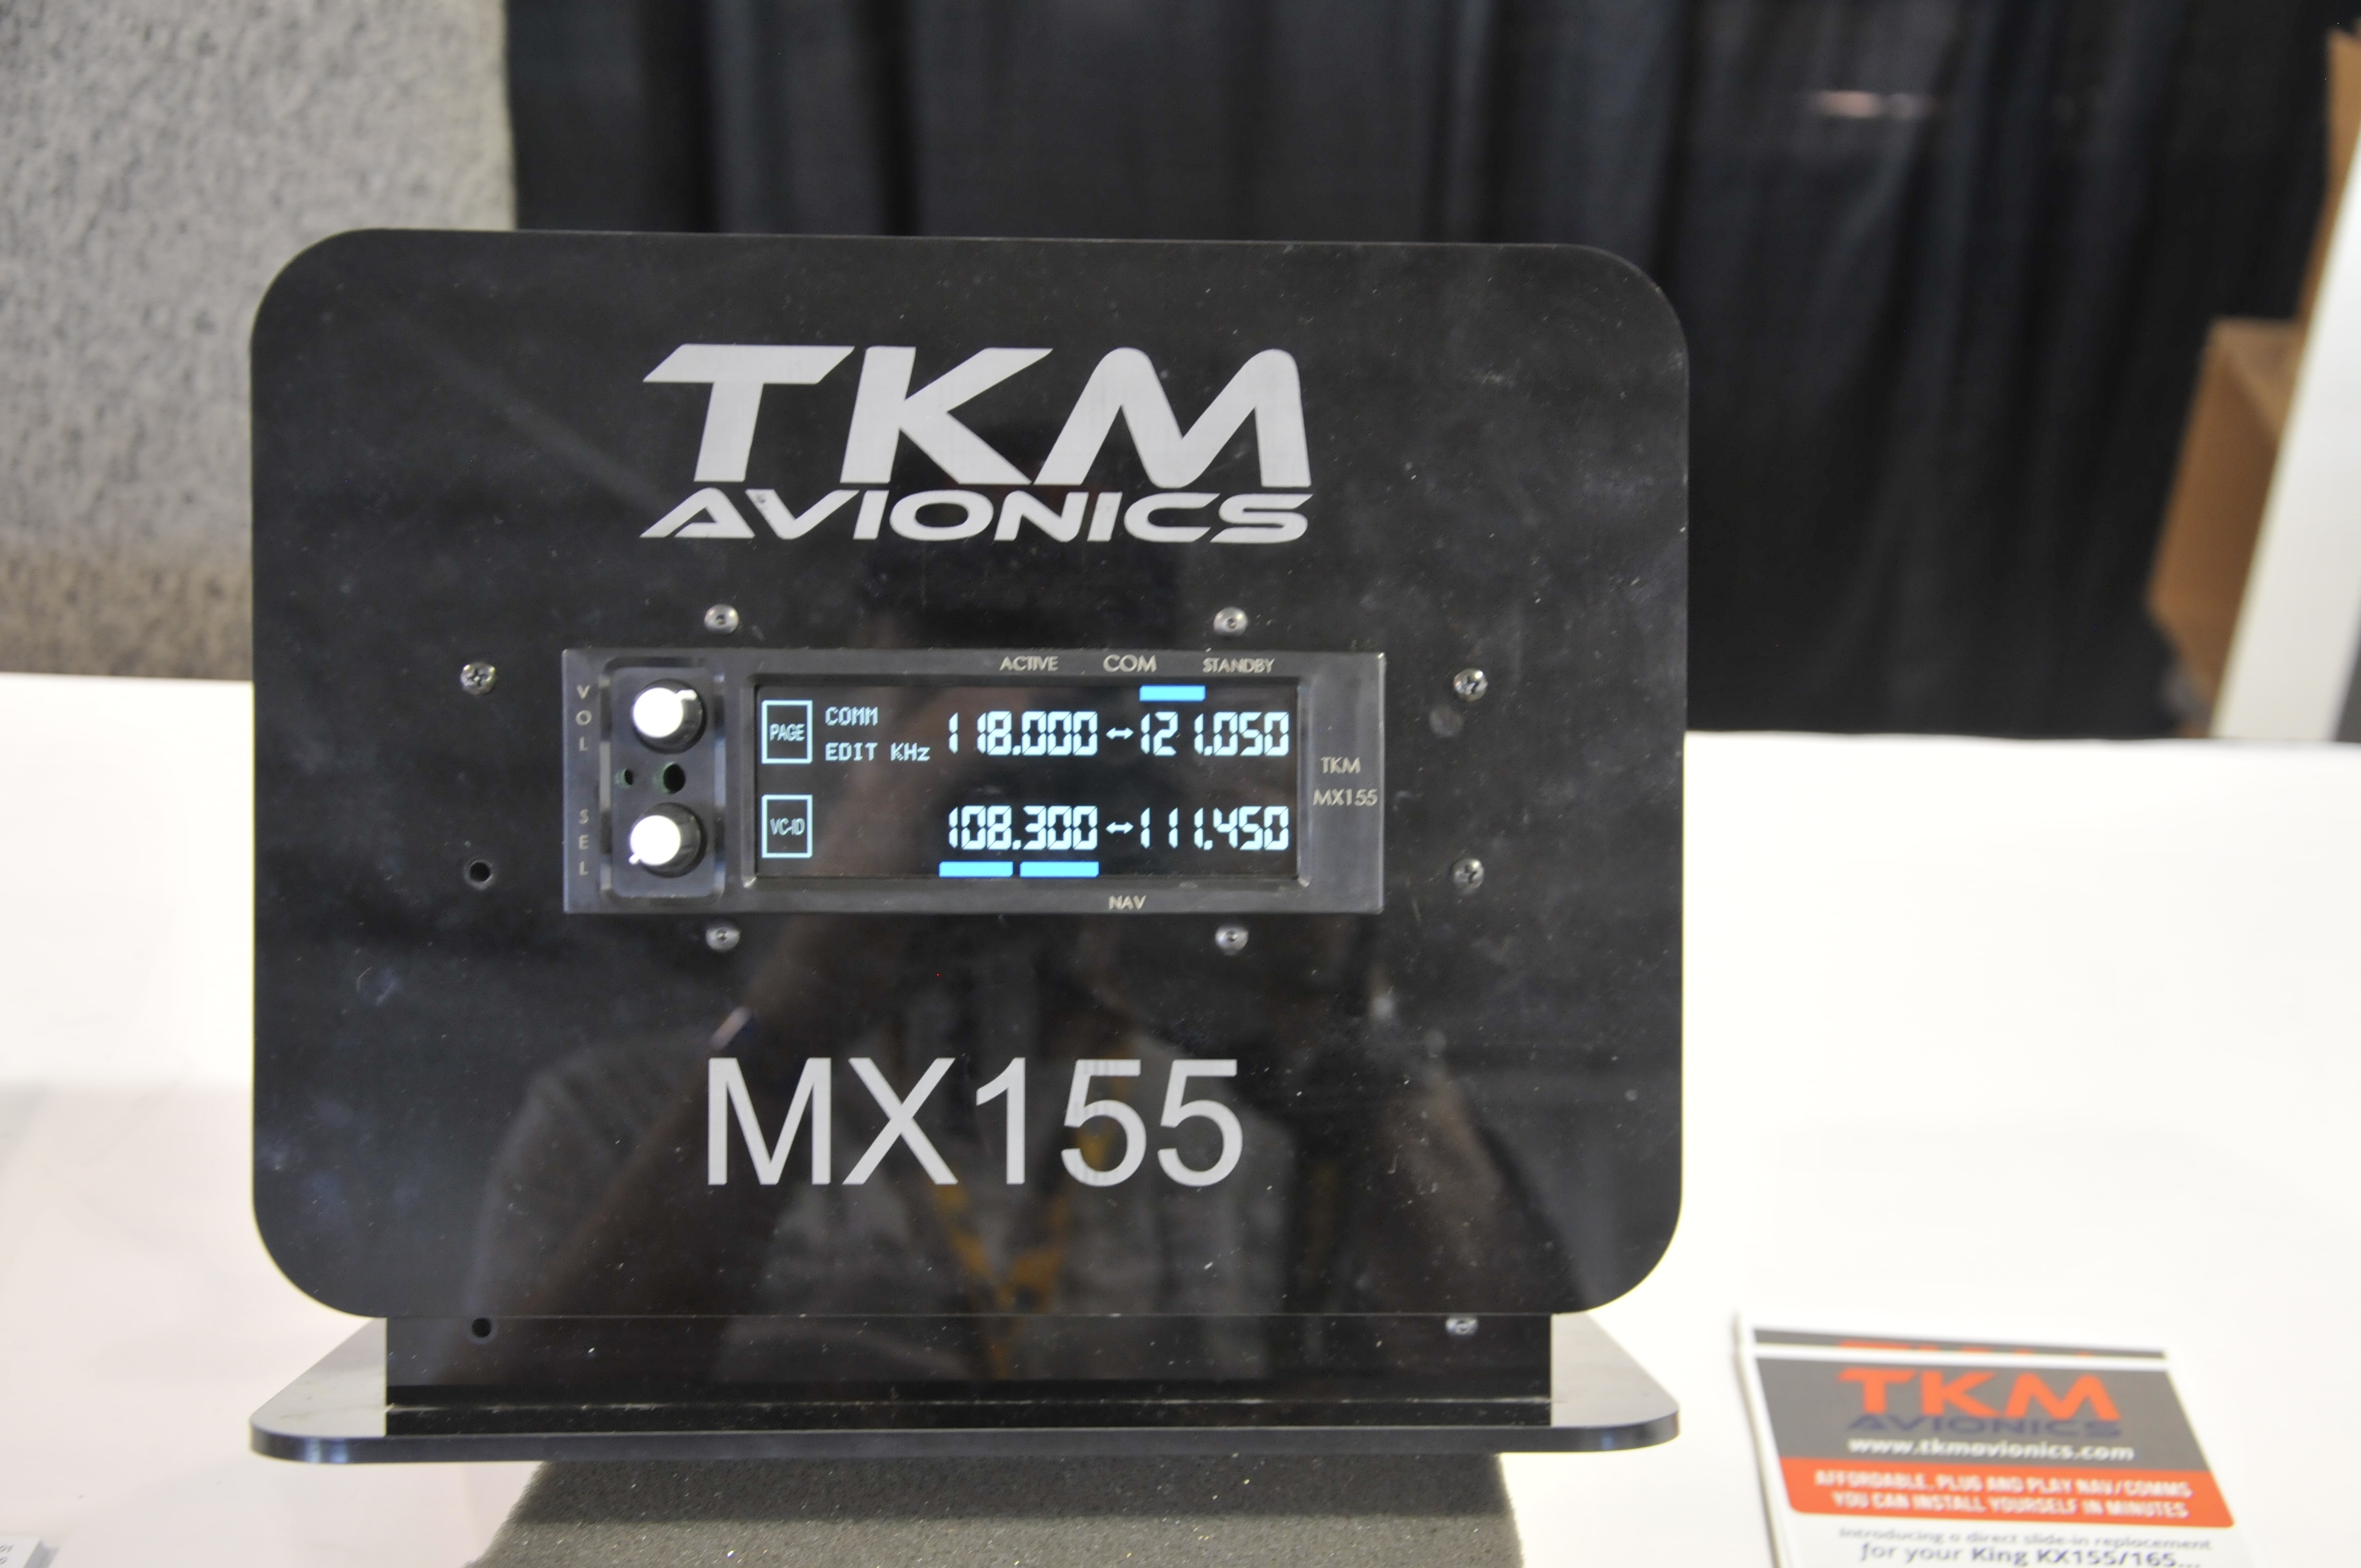 TKM
AVIONICS
ACTIVE COM STANDBY
VOL
PAGE COMM 118.000↔121.050
EDIT KHz
TKM
MX155
SEL
VC-ID 108.300↔111.450
NAV
MX155
TKM
AVIONICS
www.tkmavionics.com
AFFORDABLE, PLUG AND PLAY NAV/COMMS
YOU CAN INSTALL YOURSELF IN MINUTES
Introducing a direct slide-in replacement
for your King KX155/165...